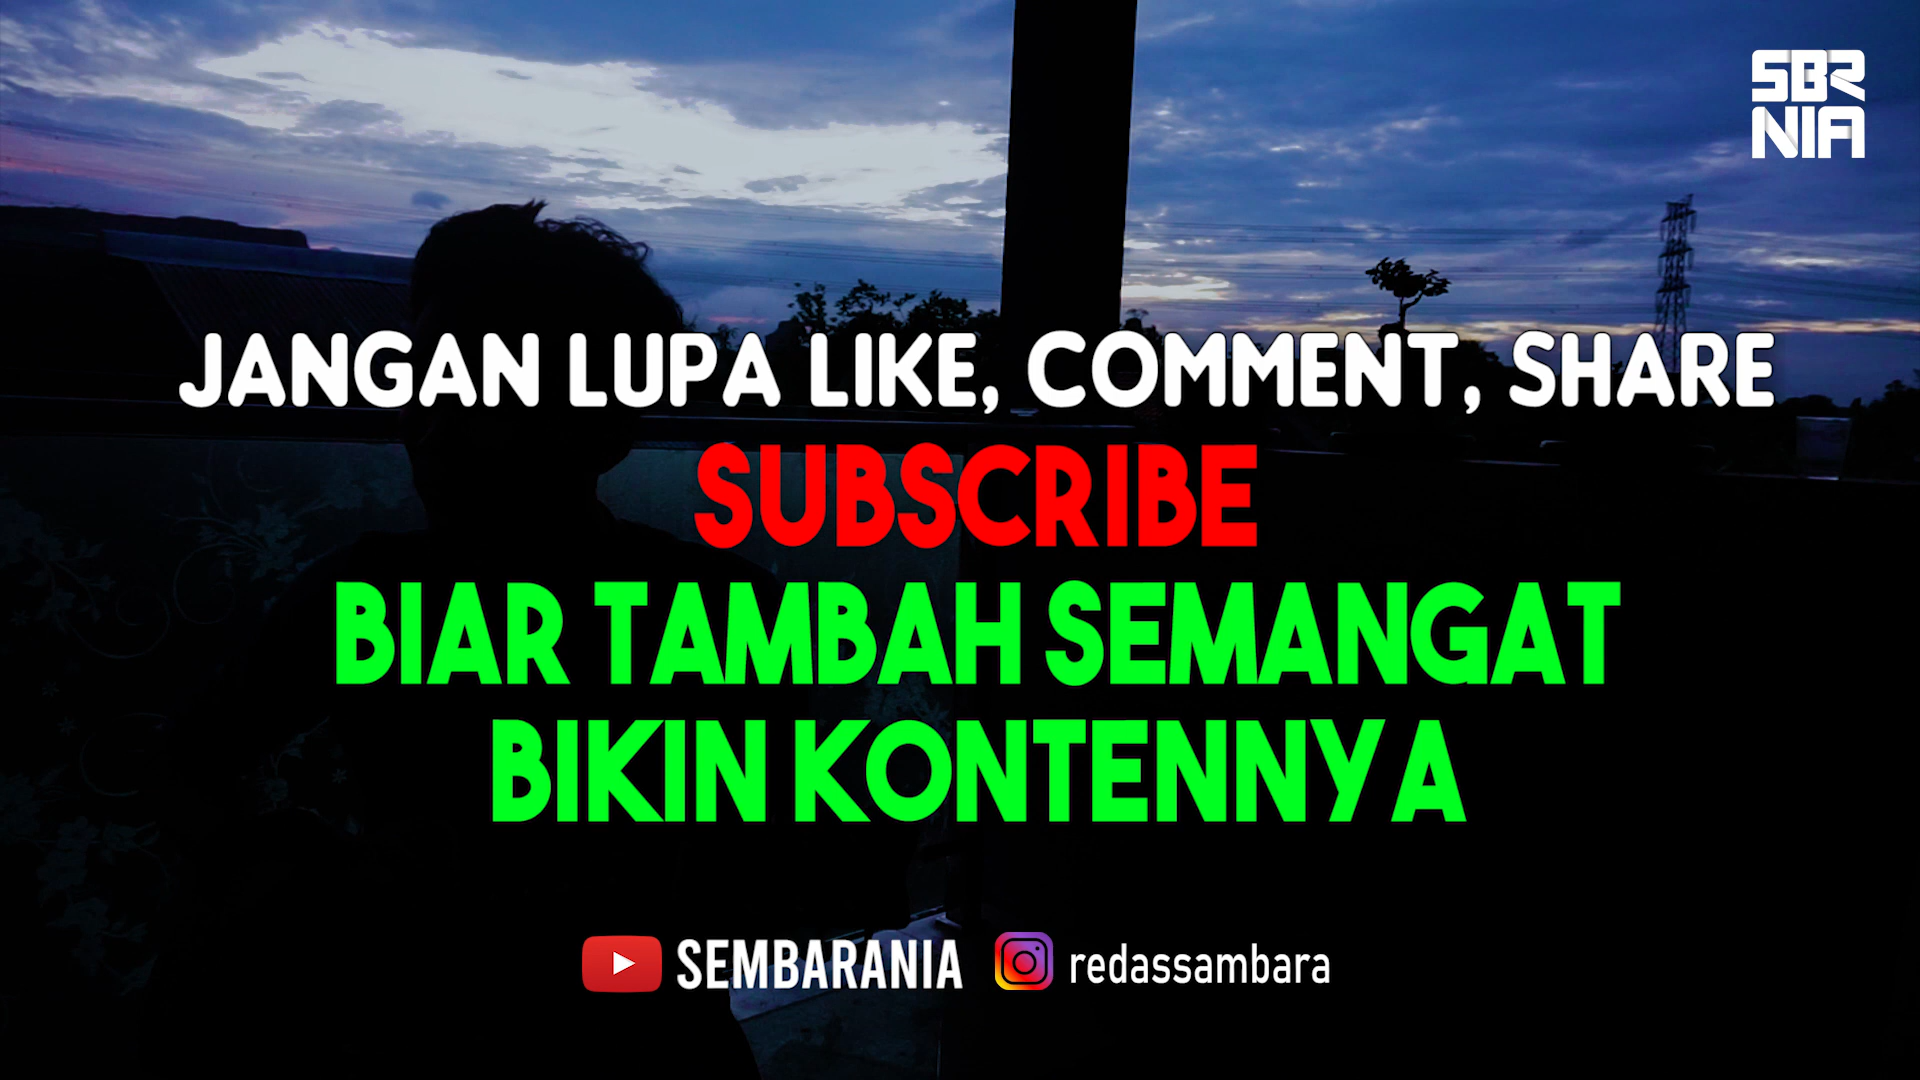 SBR
NIA
JANGAN LUPA LIKE, COMMENT, SHARE
SUBSCRIBE
BIAR TAMBAH SEMANGAT
BIKIN KONTENNYA
SEMBARANIA redassambara